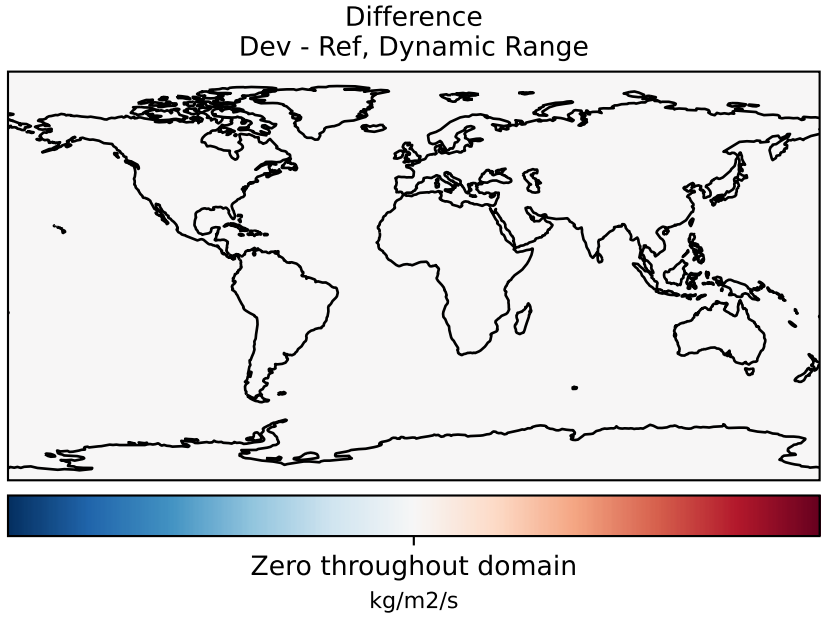 Difference
Dev - Ref, Dynamic Range
Zero throughout domain
kg/m2/s